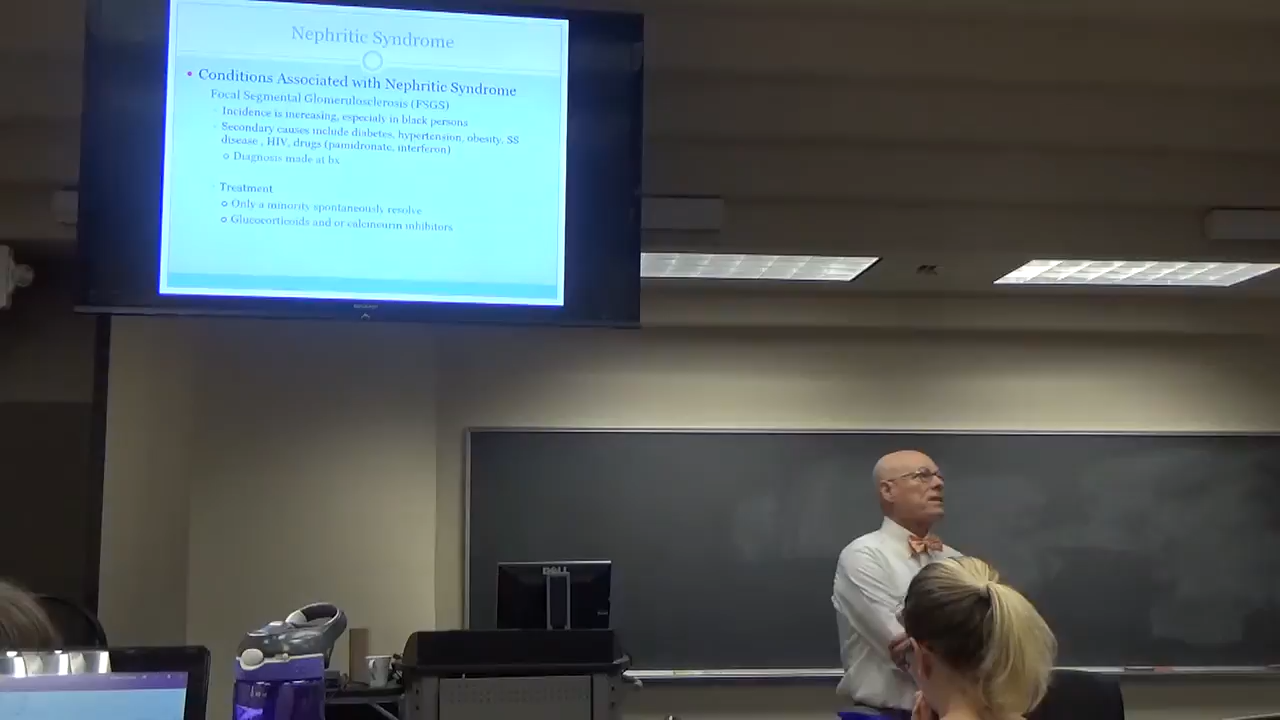 Nephritic Syndrome
Conditions Associated with Nephritic Syndrome
Focal Segmental Glomerulosclerosis (FSGS)
Incidence is increasing, especialy in black persons
Secondary causes include diabetes, hypertension, obesity, SS
disease , HIV, drugs (pamidronate, interferon)
Diagnosis made at bx
Treatment
Only a minority spontaneously resolve
Glucocorticoids and or calcineurin inhibitors
SHARP
DELL